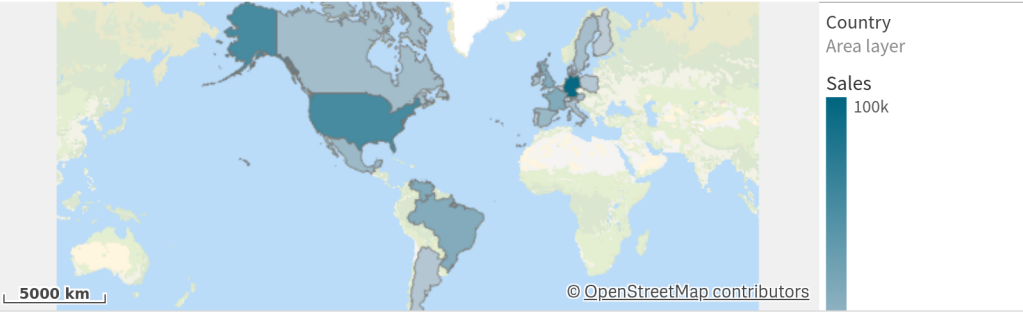 Country
Area layer
Sales
100k
5000 km
© OpenStreetMap contributors